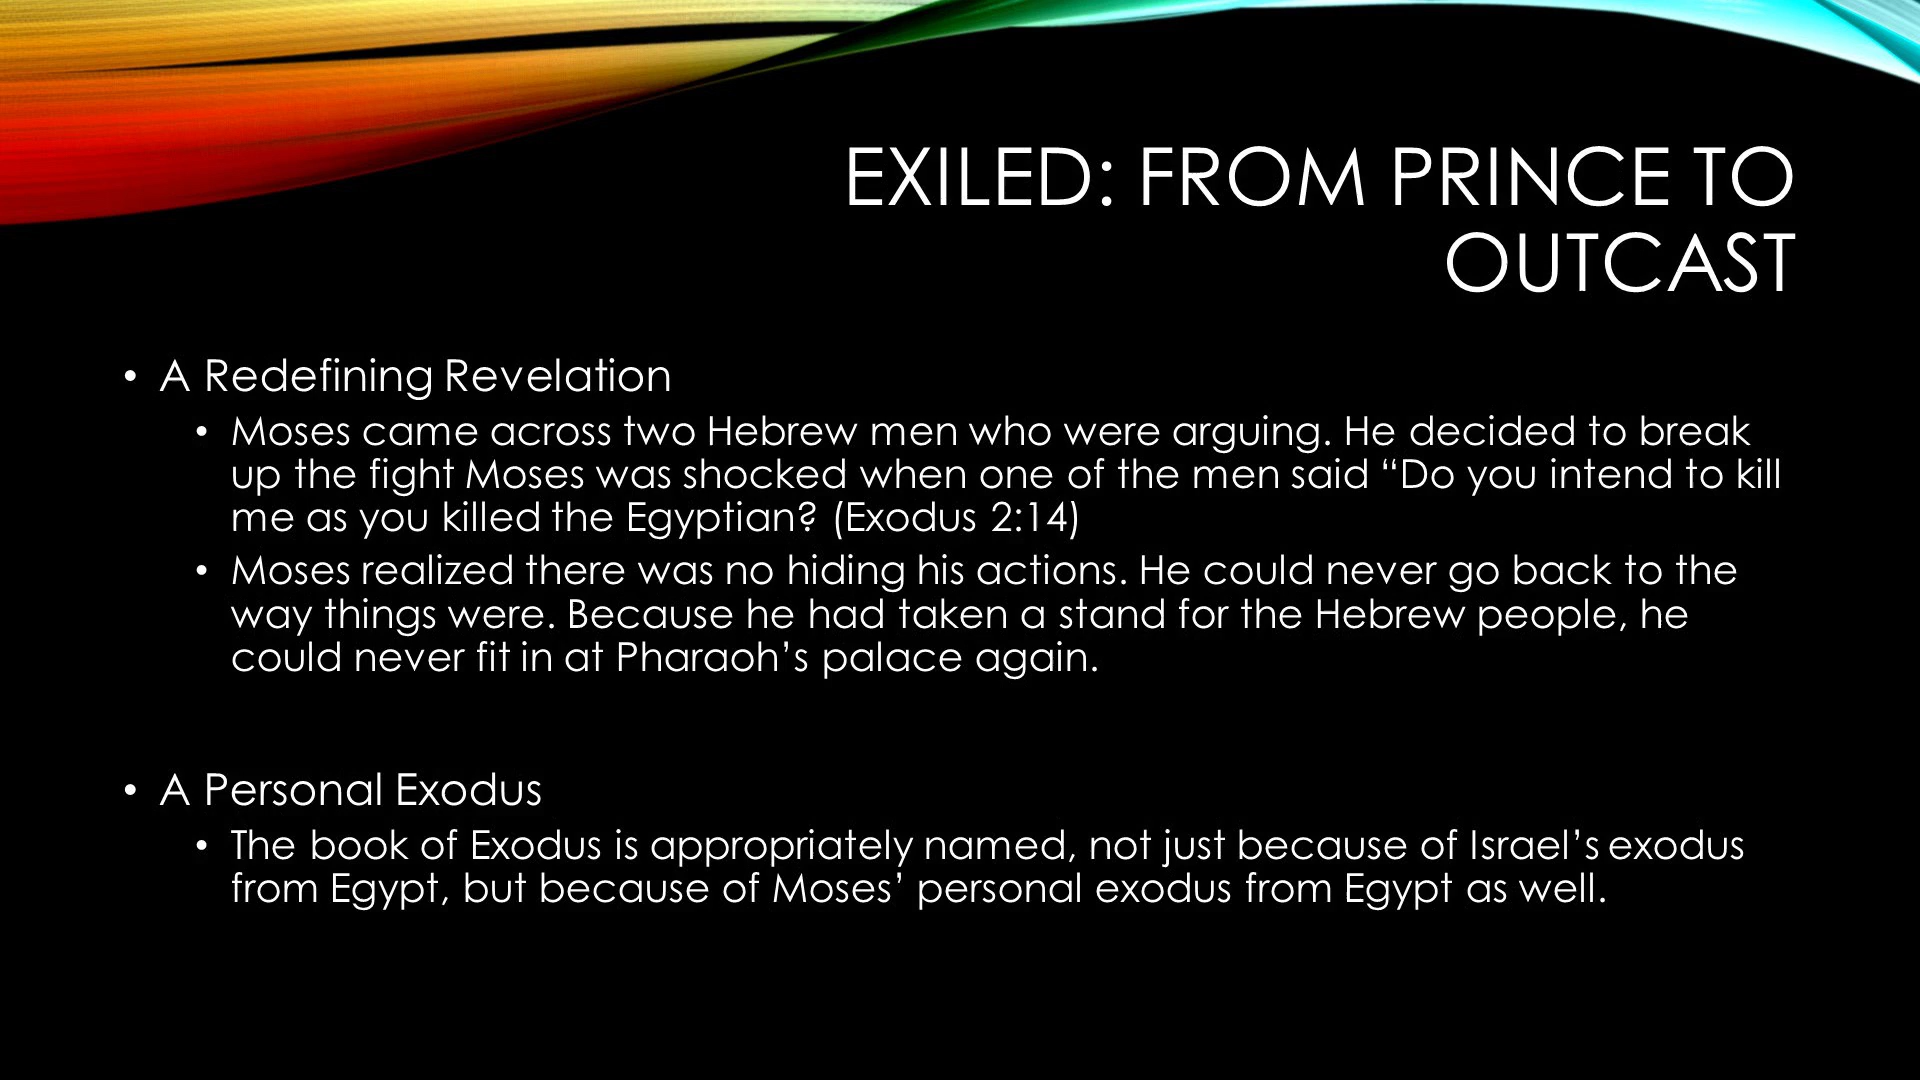 EXILED: FROM PRINCE TO
OUTCAST
• A Redefining Revelation
• Moses came across two Hebrew men who were arguing. He decided to break
up the fight Moses was shocked when one of the men said “Do you intend to kill
me as you killed the Egyptian? (Exodus 2:14)
• Moses realized there was no hiding his actions. He could never go back to the
way things were. Because he had taken a stand for the Hebrew people, he
could never fit in at Pharaoh’s palace again.
• A Personal Exodus
• The book of Exodus is appropriately named, not just because of Israel’s exodus
from Egypt, but because of Moses’ personal exodus from Egypt as well.